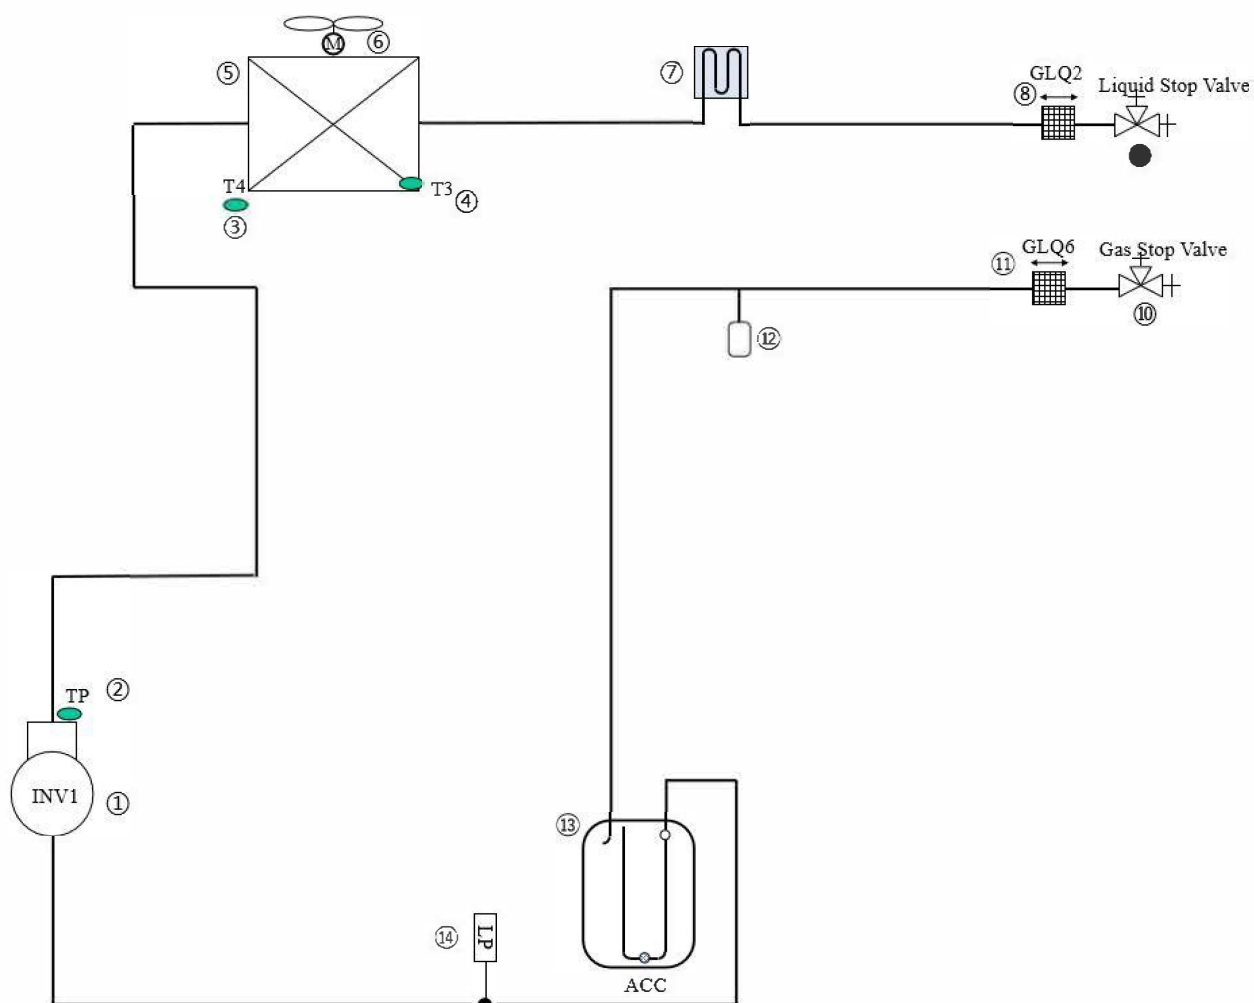 ⑥
M
⑤
⑦
GLQ2
⑧
Liquid Stop Valve
T4
T3
④
③
GLQ6
⑪
Gas Stop Valve
⑩
⑫
TP
②
INV1
①
⑬
⑭
LP
ACC